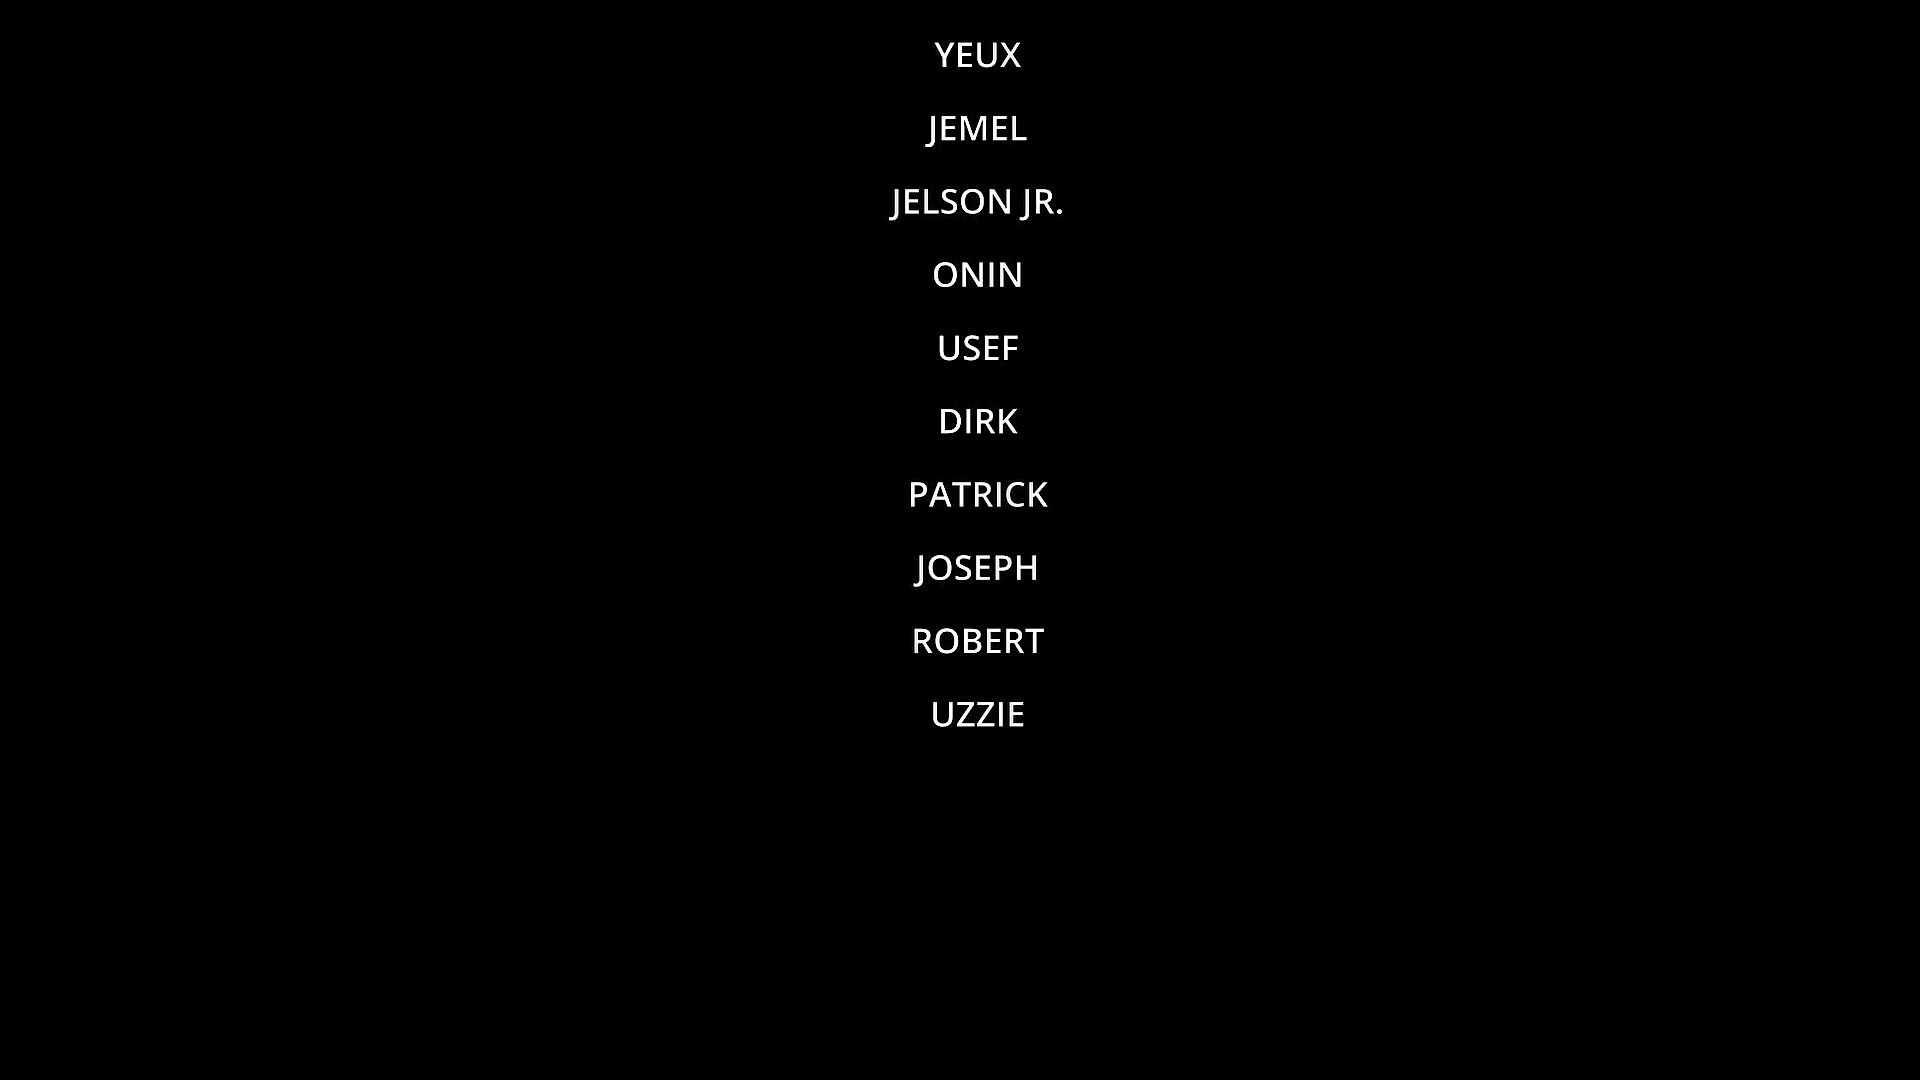 YEUX
JEMEL
JELSON JR.
ONIN
USEF
DIRK
PATRICK
JOSEPH
ROBERT
UZZIE